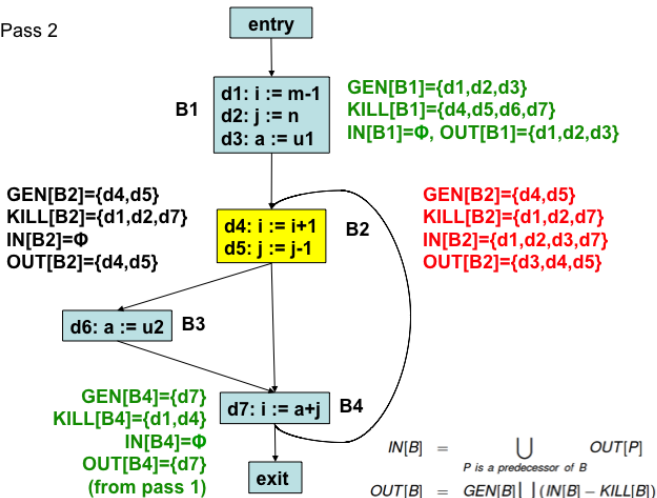 Pass 2
entry
d1: i := m-1
d2: j := n
d3: a := u1
B1
GEN[B1]={d1,d2,d3}
KILL[B1]={d4,d5,d6,d7}
IN[B1]=Φ, OUT[B1]={d1,d2,d3}
GEN[B2]={d4,d5}
KILL[B2]={d1,d2,d7}
IN[B2]=Φ
OUT[B2]={d4,d5}
d4: i := i+1
d5: j := j-1
B2
GEN[B2]={d4,d5}
KILL[B2]={d1,d2,d7}
IN[B2]={d1,d2,d3,d7}
OUT[B2]={d3,d4,d5}
d6: a := u2
B3
GEN[B4]={d7}
KILL[B4]={d1,d4}
IN[B4]=Φ
OUT[B4]={d7}
(from pass 1)
d7: i := a+j
B4
exit
IN[B] = ⋃ OUT[P]
P is a predecessor of B
OUT[B] = GEN[B] ⋃ (IN[B] − KILL[B])